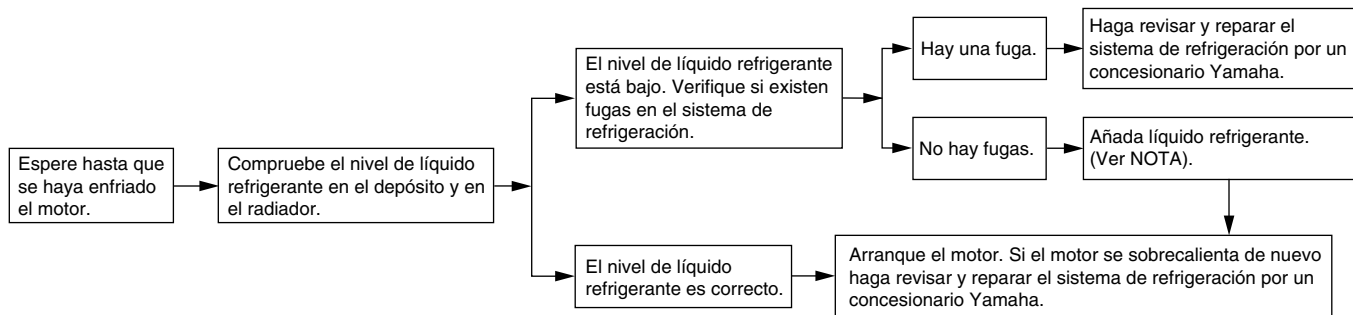 Espere hasta que
se haya enfriado
el motor.
Compruebe el nivel de líquido
refrigerante en el depósito y en
el radiador.
El nivel de líquido refrigerante
está bajo. Verifique si existen
fugas en el sistema de
refrigeración.
Hay una fuga.
Haga revisar y reparar el
sistema de refrigeración por un
concesionario Yamaha.
No hay fugas.
Añada líquido refrigerante.
(Ver NOTA).
El nivel de líquido
refrigerante es correcto.
Arranque el motor. Si el motor se sobrecalienta de nuevo
haga revisar y reparar el sistema de refrigeración por un
concesionario Yamaha.